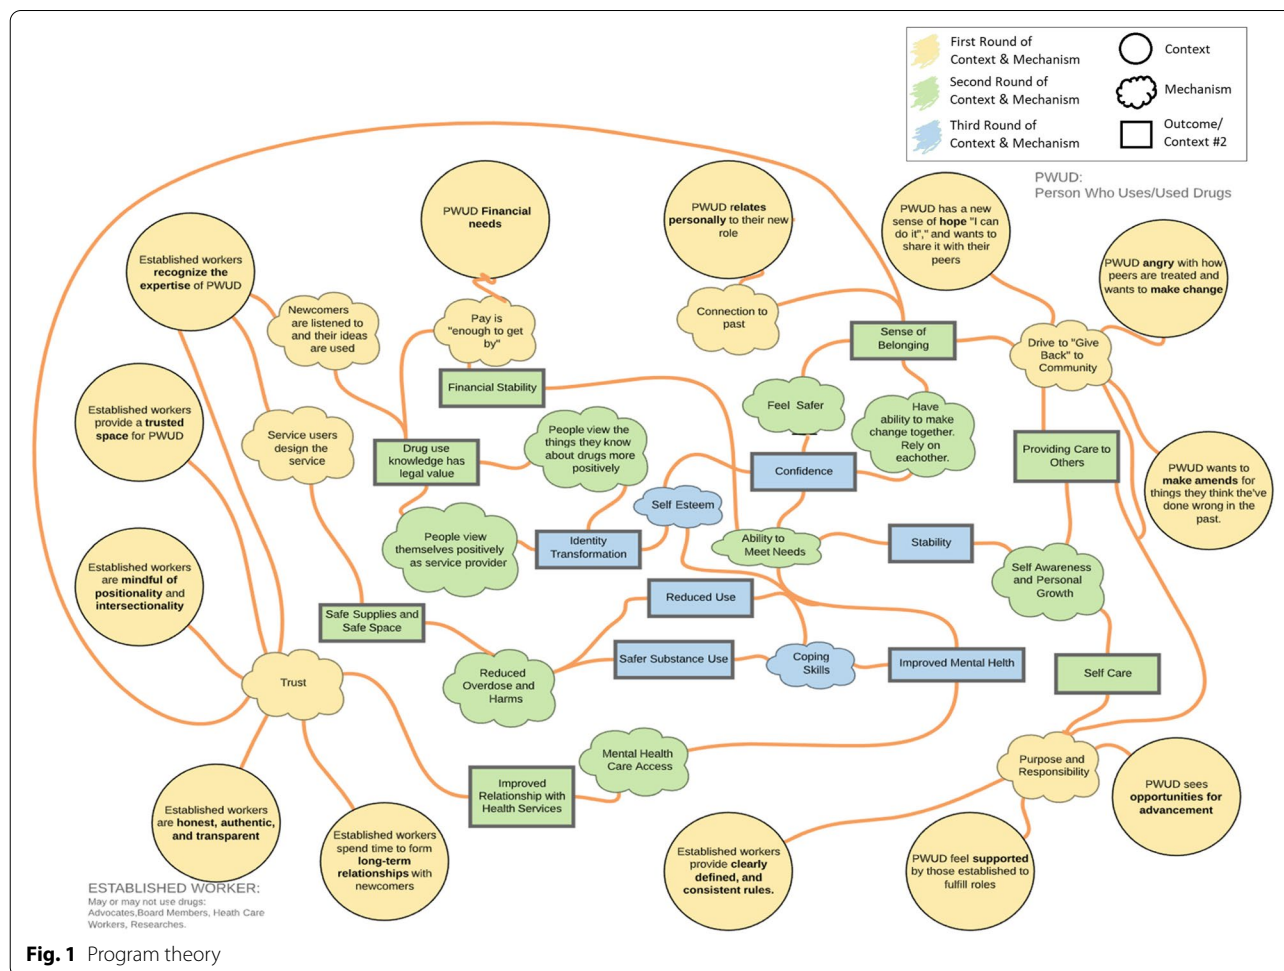 First Round of
Context & Mechanism
Context
Second Round of
Context & Mechanism
Mechanism
Third Round of
Context & Mechanism
Outcome/
Context #2
PWUD:
Person Who Uses/Used Drugs
PWUD Financial
needs
PWUD relates
personally to their new
role
PWUD has a new
sense of hope "I can
do it"," and wants to
share it with their
peers
PWUD angry with how
peers are treated and
wants to make change
Established workers
recognize the
expertise of PWUD
Newcomers
are listened to
and their ideas
are used
Pay is
"enough to get
by"
Connection to
past
Sense of
Belonging
Drive to "Give
Back" to
Community
Financial Stability
Feel Safer
Have
ability to make
change together.
Rely on
eachother.
Established workers
provide a trusted
space for PWUD
Service users
design the
service
Drug use
knowledge has
legal value
People view the
things they know
about drugs more
positively
Confidence
Providing Care to
Others
PWUD wants to
make amends for
things they think the've
done wrong in the
past.
Self Esteem
People view
themselves positively
as service provider
Identity
Transformation
Ability to
Meet Needs
Stability
Self Awareness
and Personal
Growth
Established workers
are mindful of
positionality and
intersectionality
Safe Supplies and
Safe Space
Reduced Use
Trust
Reduced
Overdose and
Harms
Safer Substance Use
Coping
Skills
Improved Mental Helth
Self Care
Mental Health
Care Access
Purpose and
Responsibility
Improved
Relationship with
Health Services
PWUD sees
opportunities for
advancement
Established workers
are honest, authentic,
and transparent
Established workers
spend time to form
long-term
relationships with
newcomers
Established workers
provide clearly
defined, and
consistent rules.
PWUD feel supported
by those established to
fulfill roles
ESTABLISHED WORKER:
May or may not use drugs:
Advocates,Board Members, Heath Care
Workers, Researches.
Fig. 1 Program theory